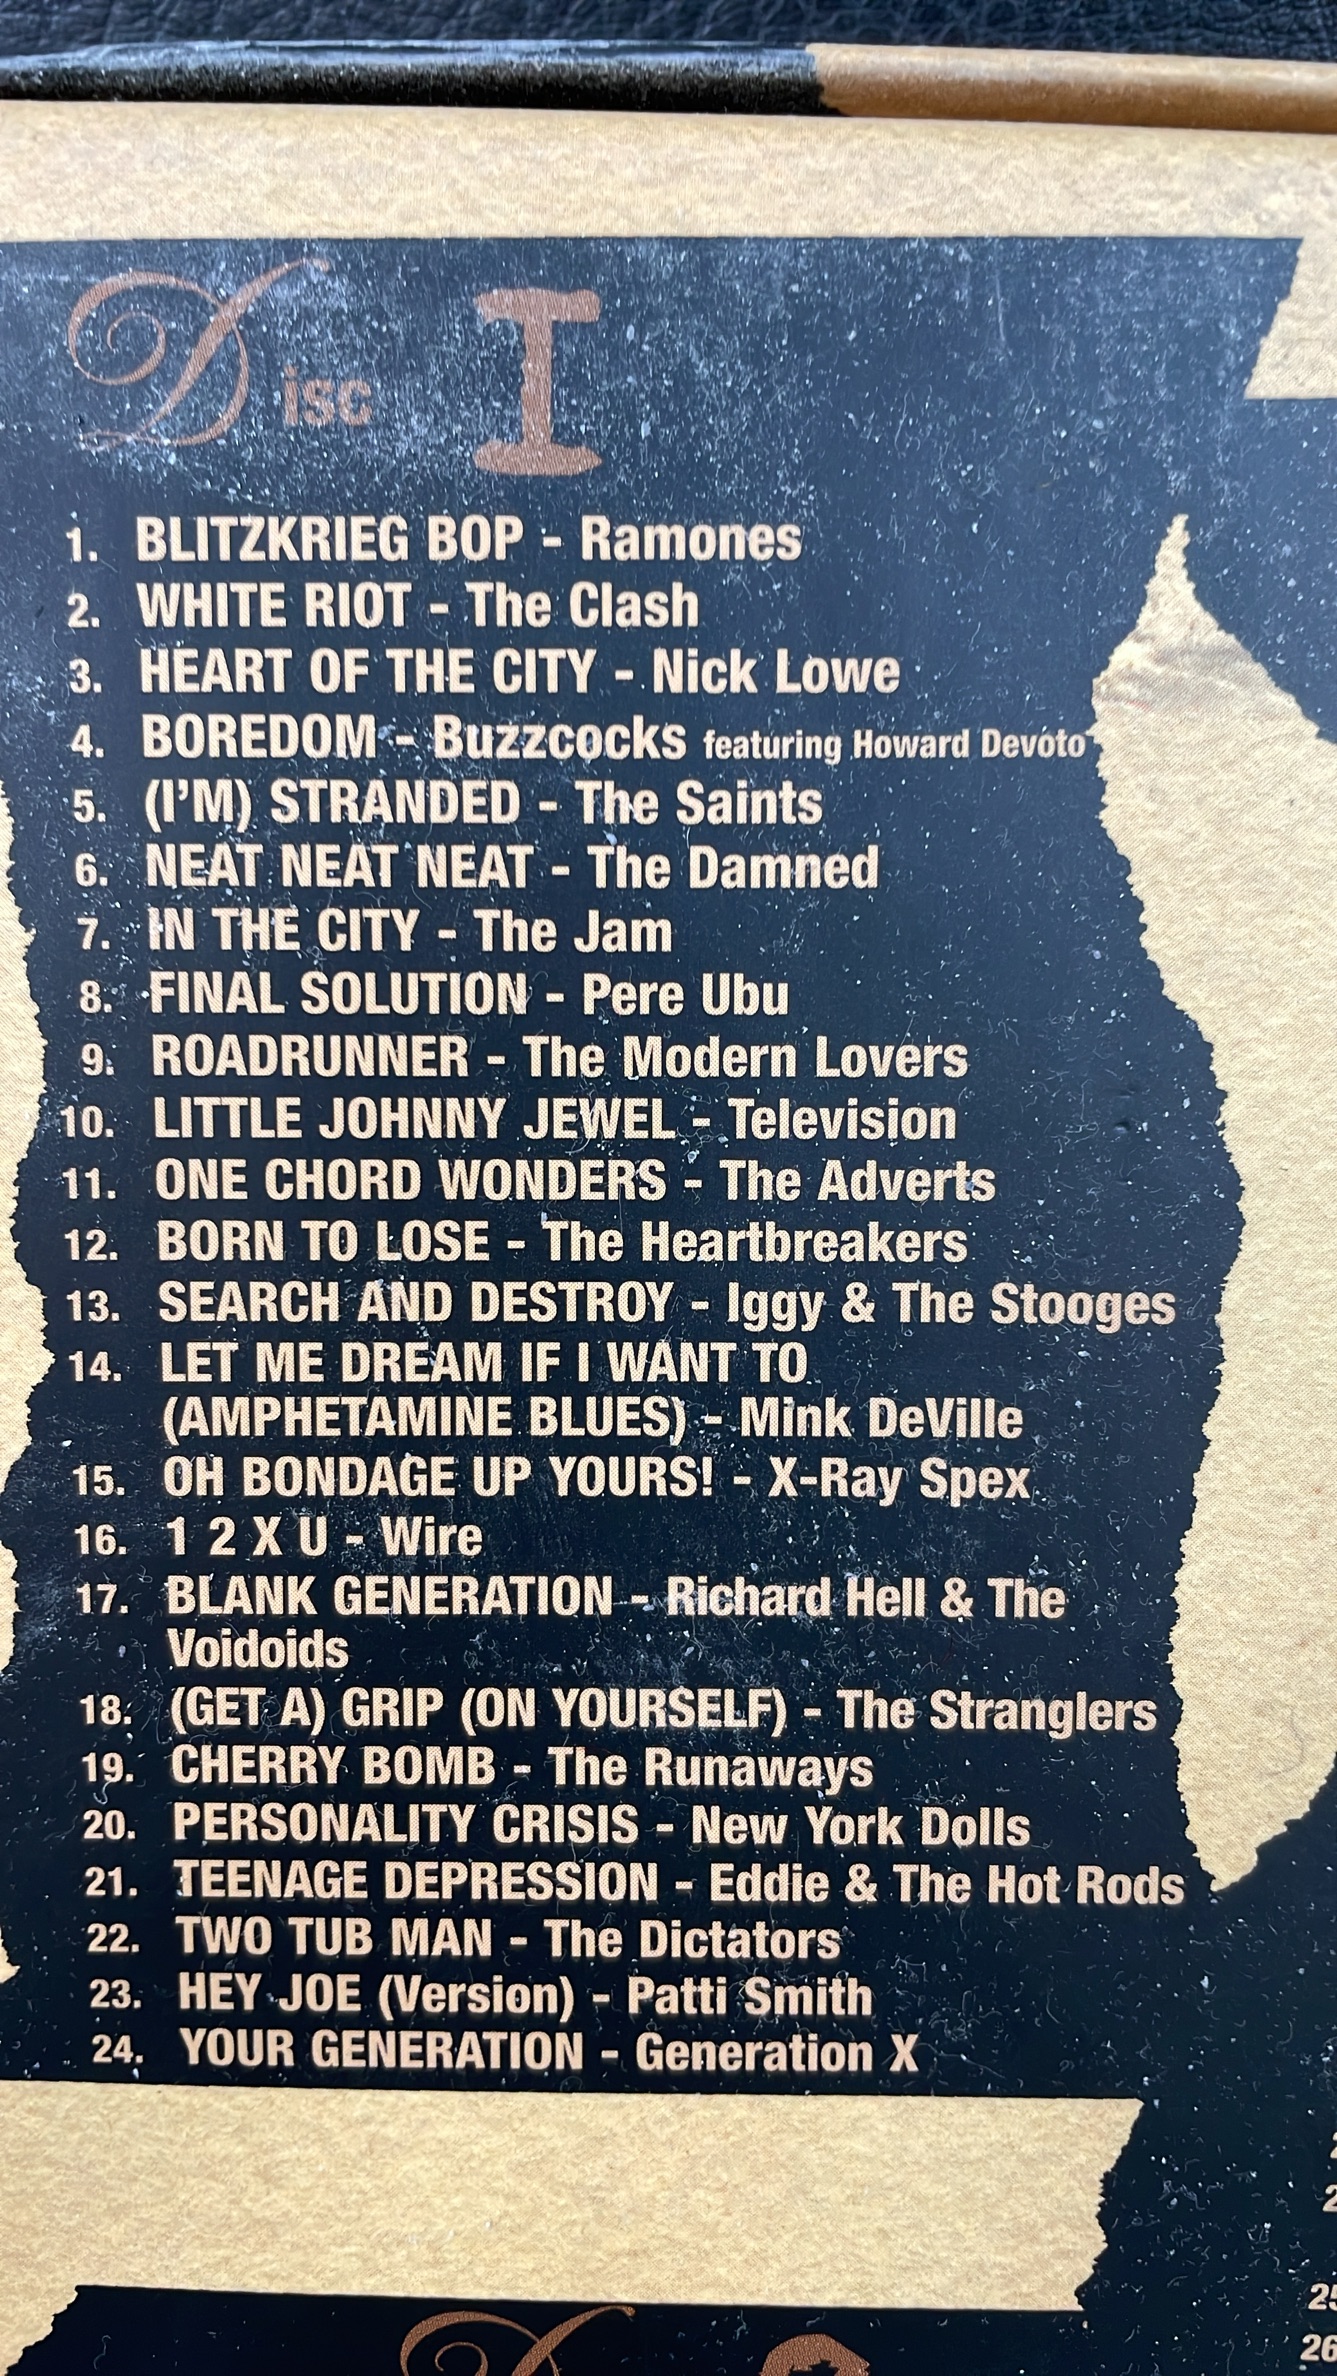 Disc I
1. BLITZKRIEG BOP - Ramones
2. WHITE RIOT - The Clash
3. HEART OF THE CITY - Nick Lowe
4. BOREDOM - Buzzcocks featuring Howard Devoto
5. (I'M) STRANDED - The Saints
6. NEAT NEAT NEAT - The Damned
7. IN THE CITY - The Jam
8. FINAL SOLUTION - Pere Ubu
9. ROADRUNNER - The Modern Lovers
10. LITTLE JOHNNY JEWEL - Television
11. ONE CHORD WONDERS - The Adverts
12. BORN TO LOSE - The Heartbreakers
13. SEARCH AND DESTROY - Iggy & The Stooges
14. LET ME DREAM IF I WANT TO
(AMPHETAMINE BLUES) - Mink DeVille
15. OH BONDAGE UP YOURS! - X-Ray Spex
16. 1 2 X U - Wire
17. BLANK GENERATION - Richard Hell & The
Voidoids
18. (GET A) GRIP (ON YOURSELF) - The Stranglers
19. CHERRY BOMB - The Runaways
20. PERSONALITY CRISIS - New York Dolls
21. TEENAGE DEPRESSION - Eddie & The Hot Rods
22. TWO TUB MAN - The Dictators
23. HEY JOE (Version) - Patti Smith
24. YOUR GENERATION - Generation X
25
26